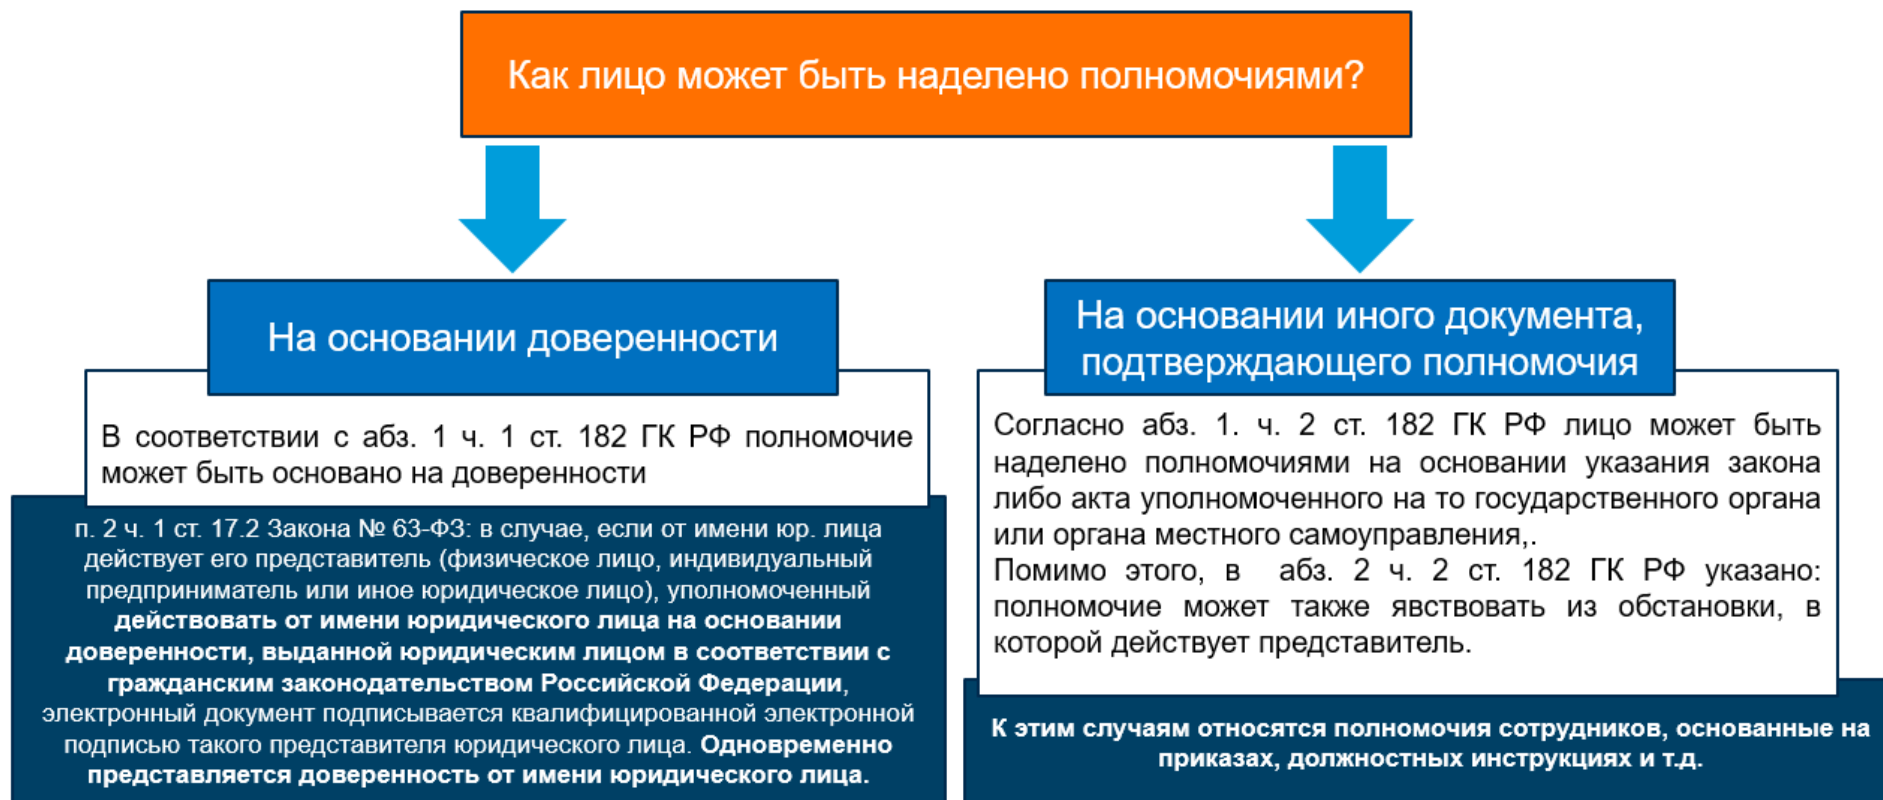 Как лицо может быть наделено полномочиями?
На основании доверенности
В соответствии с абз. 1 ч. 1 ст. 182 ГК РФ полномочие
может быть основано на доверенности
п. 2 ч. 1 ст. 17.2 Закона № 63-ФЗ: в случае, если от имени юр. лица
действует его представитель (физическое лицо, индивидуальный
предприниматель или иное юридическое лицо), уполномоченный
действовать от имени юридического лица на основании
доверенности, выданной юридическим лицом в соответствии с
гражданским законодательством Российской Федерации,
электронный документ подписывается квалифицированной электронной
подписью такого представителя юридического лица. Одновременно
представляется доверенность от имени юридического лица.
На основании иного документа,
подтверждающего полномочия
Согласно абз. 1. ч. 2 ст. 182 ГК РФ лицо может быть
наделено полномочиями на основании указания закона
либо акта уполномоченного на то государственного органа
или органа местного самоуправления,.
Помимо этого, в абз. 2 ч. 2 ст. 182 ГК РФ указано:
полномочие может также явствовать из обстановки, в
которой действует представитель.
К этим случаям относятся полномочия сотрудников, основанные на
приказах, должностных инструкциях и т.д.